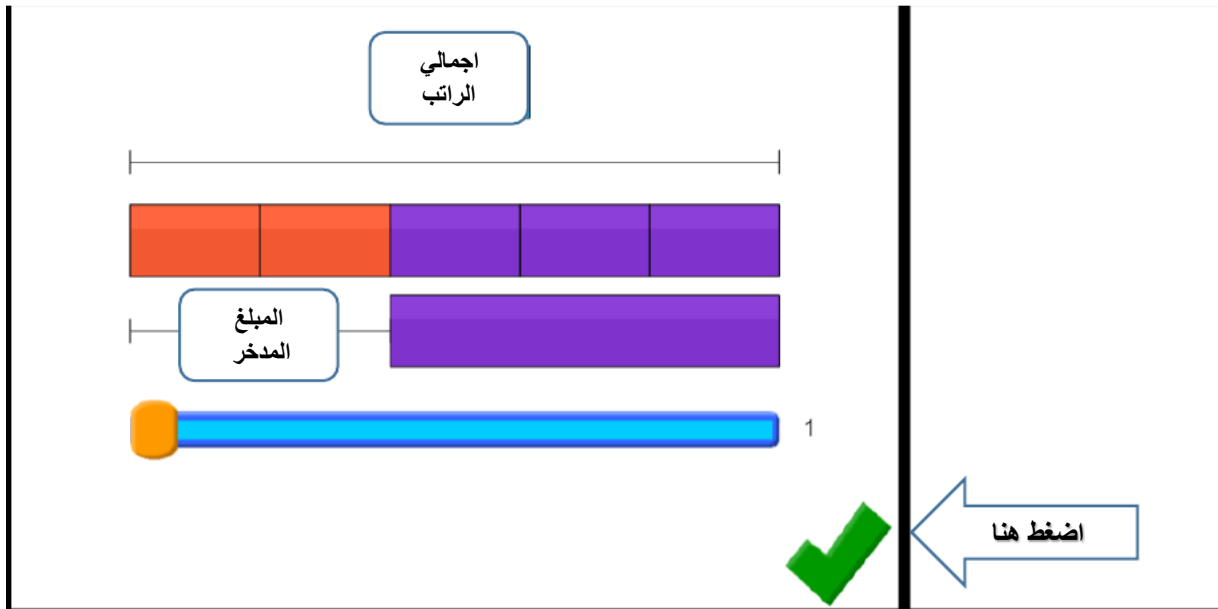 اجمالي
الراتب
المبلغ
المدخر
1
اضغط هنا